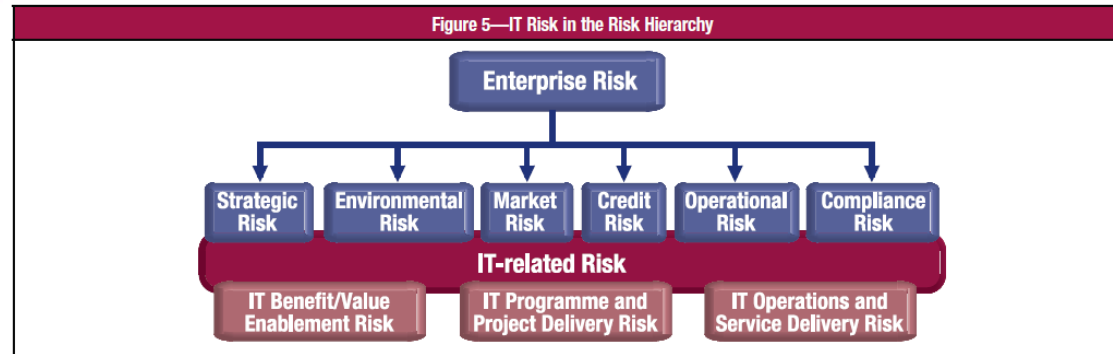 Figure 5—IT Risk in the Risk Hierarchy
Enterprise Risk
Strategic
Risk
Environmental
Risk
Market
Risk
Credit
Risk
Operational
Risk
Compliance
Risk
IT-related Risk
IT Benefit/Value
Enablement Risk
IT Programme and
Project Delivery Risk
IT Operations and
Service Delivery Risk